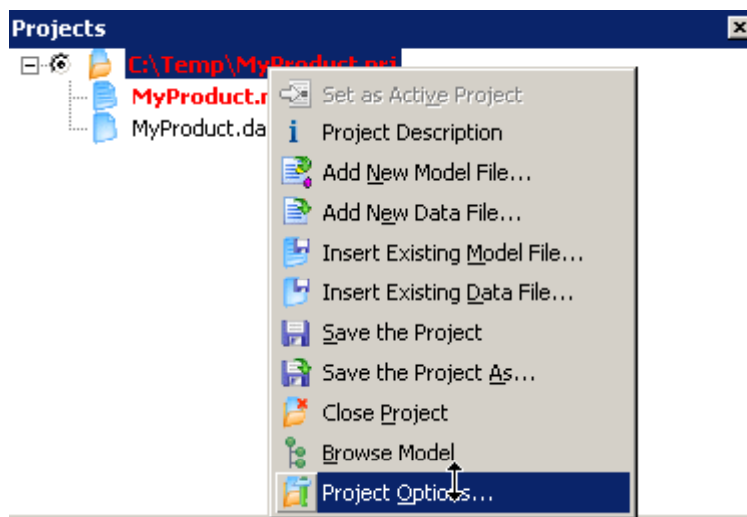 Projects
C:\Temp\MyProduct.prj
MyProduct.
MyProduct.da
Set as Active Project
Project Description
Add New Model File...
Add New Data File...
Insert Existing Model File...
Insert Existing Data File...
Save the Project
Save the Project As...
Close Project
Browse Model
Project Options...